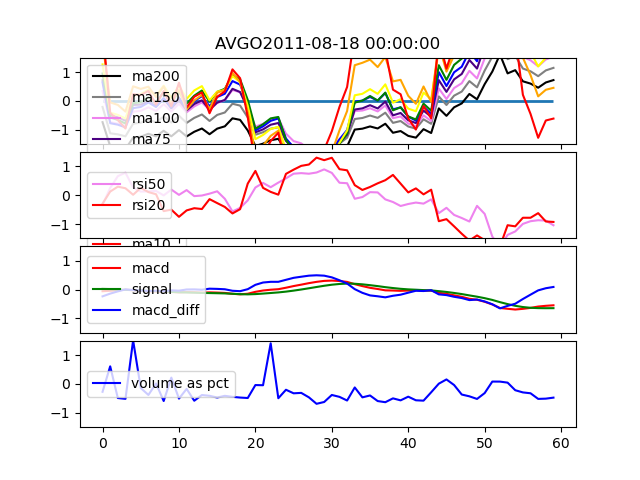 AVGO2011-08-18 00:00:00
1
0
−1
ma200
ma150
ma100
ma75
1
0
−1
rsi50
rsi20
ma10
1
0
−1
macd
signal
macd_diff
1
0
−1
volume as pct
0 10 20 30 40 50 60